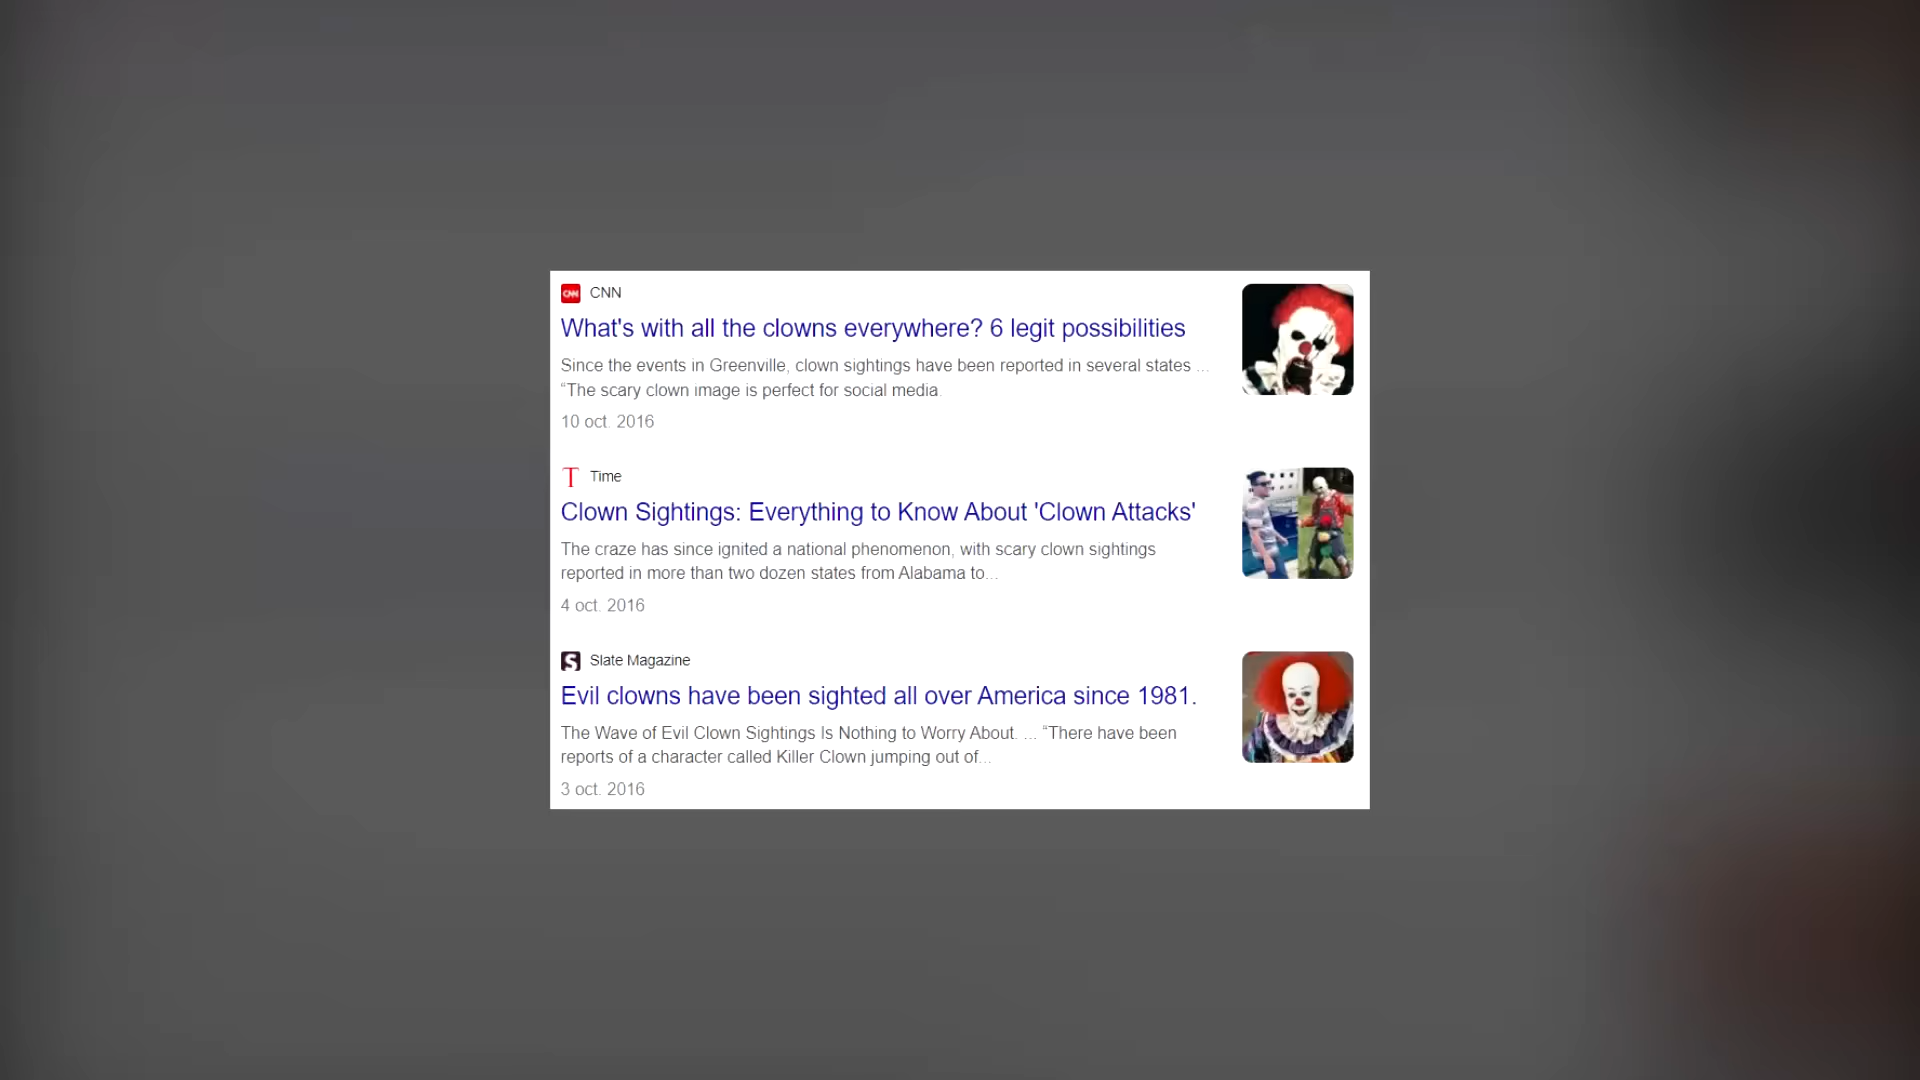 CNN
What's with all the clowns everywhere? 6 legit possibilities
Since the events in Greenville, clown sightings have been reported in several states ...
“The scary clown image is perfect for social media.
10 oct. 2016
T Time
Clown Sightings: Everything to Know About 'Clown Attacks'
The craze has since ignited a national phenomenon, with scary clown sightings
reported in more than two dozen states from Alabama to...
4 oct. 2016
S Slate Magazine
Evil clowns have been sighted all over America since 1981.
The Wave of Evil Clown Sightings Is Nothing to Worry About. ... “There have been
reports of a character called Killer Clown jumping out of...
3 oct. 2016